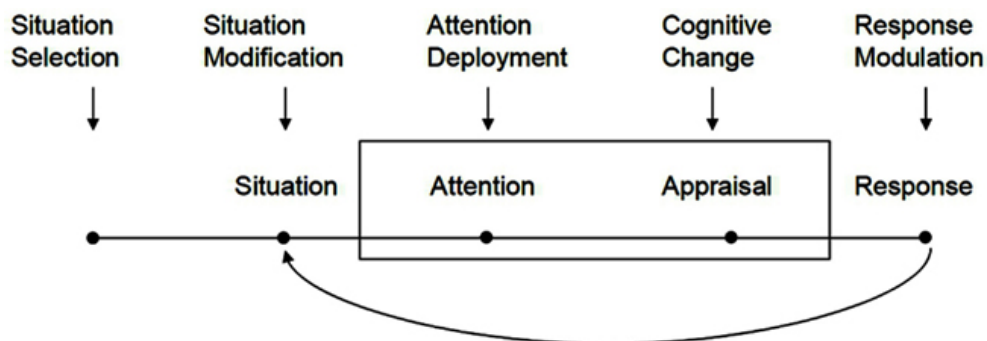 Situation
Selection
Situation
Modification
Attention
Deployment
Cognitive
Change
Response
Modulation
Situation
Attention
Appraisal
Response